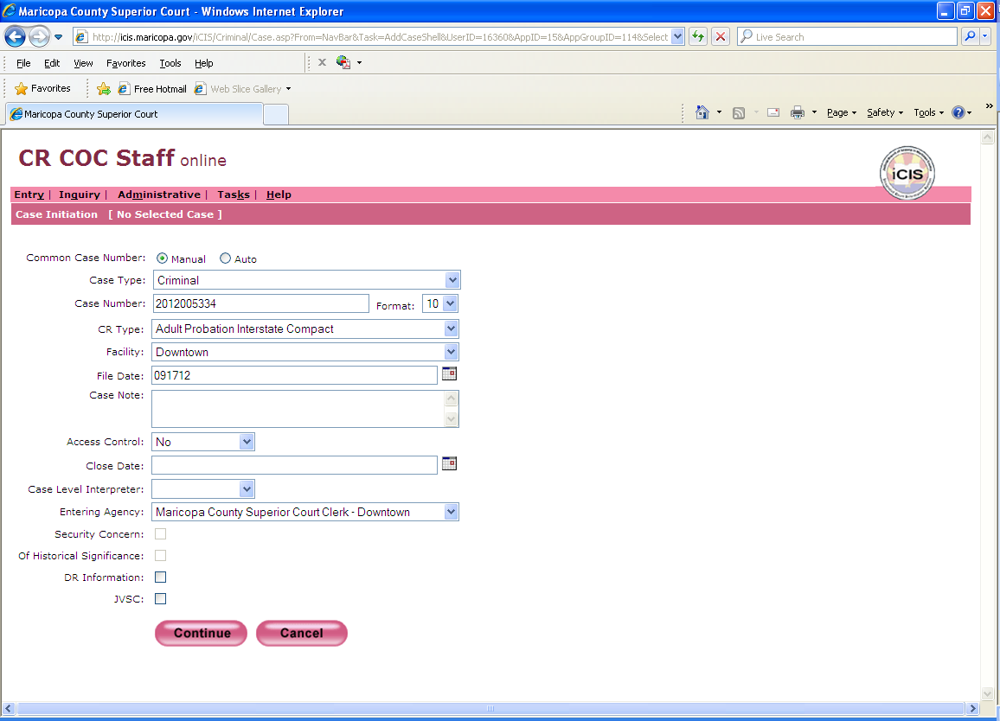 Maricopa County Superior Court - Windows Internet Explorer
http://icis.maricopa.gov/iCIS/Criminal/Case.asp?From=NavBar&Task=AddCaseShell&UserID=16360&AppID=15&AppGroupID=114&Select
Live Search
File Edit View Favorites Tools Help
Favorites Free Hotmail Web Slice Gallery
Maricopa County Superior Court
Page Safety Tools
CR COC Staff online
iCIS
Entry | Inquiry | Administrative | Tasks | Help
Case Initiation [ No Selected Case ]
Common Case Number: Manual Auto
Case Type: Criminal
Case Number: 2012005334 Format: 10
CR Type: Adult Probation Interstate Compact
Facility: Downtown
File Date: 091712
Case Note:
Access Control: No
Close Date:
Case Level Interpreter:
Entering Agency: Maricopa County Superior Court Clerk - Downtown
Security Concern:
Of Historical Significance:
DR Information:
JVSC:
Continue Cancel